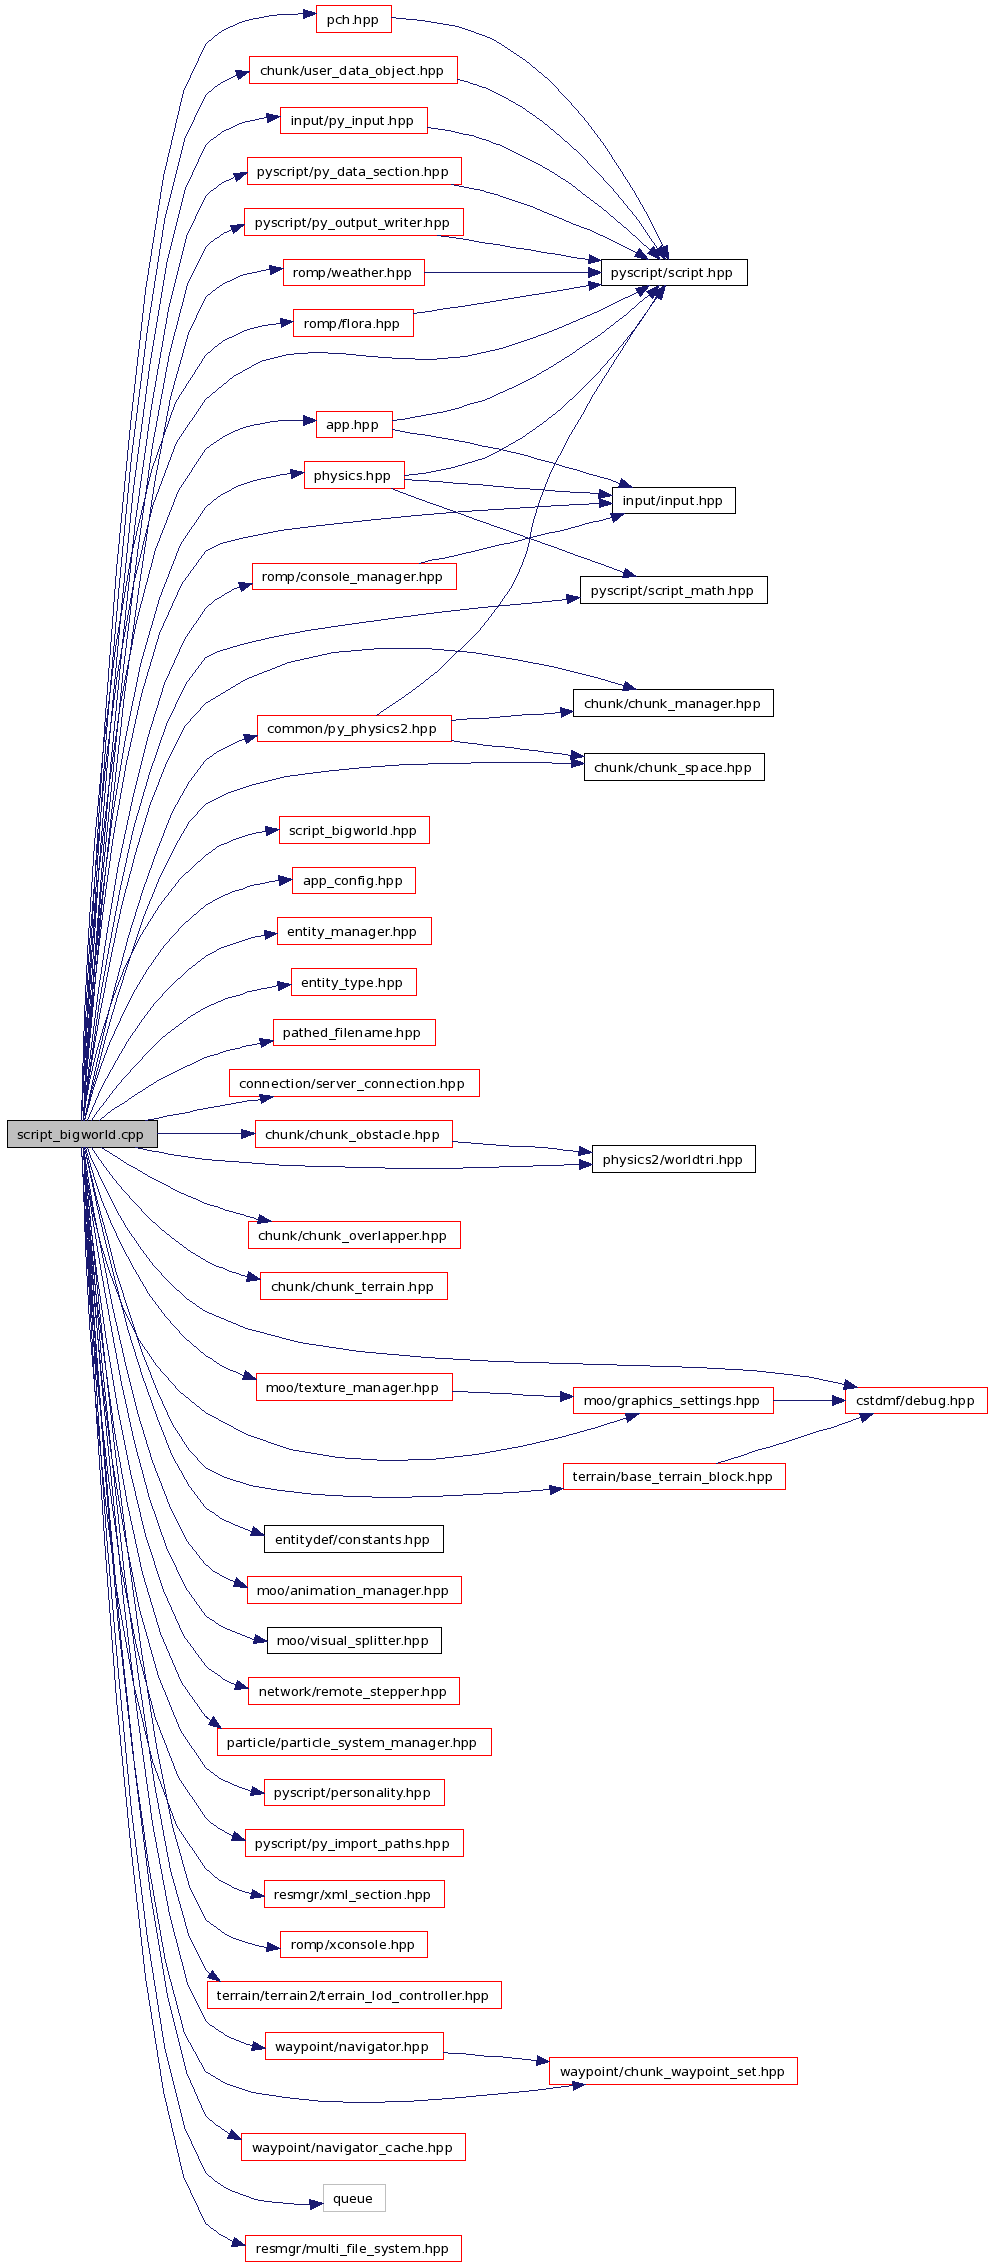 pch.hpp
chunk/user_data_object.hpp
input/py_input.hpp
pyscript/py_data_section.hpp
pyscript/py_output_writer.hpp
romp/weather.hpp
pyscript/script.hpp
romp/flora.hpp
app.hpp
physics.hpp
input/input.hpp
romp/console_manager.hpp
pyscript/script_math.hpp
chunk/chunk_manager.hpp
common/py_physics2.hpp
chunk/chunk_space.hpp
script_bigworld.hpp
app_config.hpp
entity_manager.hpp
entity_type.hpp
pathed_filename.hpp
connection/server_connection.hpp
script_bigworld.cpp
chunk/chunk_obstacle.hpp
physics2/worldtri.hpp
chunk/chunk_overlapper.hpp
chunk/chunk_terrain.hpp
moo/texture_manager.hpp
moo/graphics_settings.hpp
cstdmf/debug.hpp
terrain/base_terrain_block.hpp
entitydef/constants.hpp
moo/animation_manager.hpp
moo/visual_splitter.hpp
network/remote_stepper.hpp
particle/particle_system_manager.hpp
pyscript/personality.hpp
pyscript/py_import_paths.hpp
resmgr/xml_section.hpp
romp/xconsole.hpp
terrain/terrain2/terrain_lod_controller.hpp
waypoint/navigator.hpp
waypoint/chunk_waypoint_set.hpp
waypoint/navigator_cache.hpp
queue
resmgr/multi_file_system.hpp